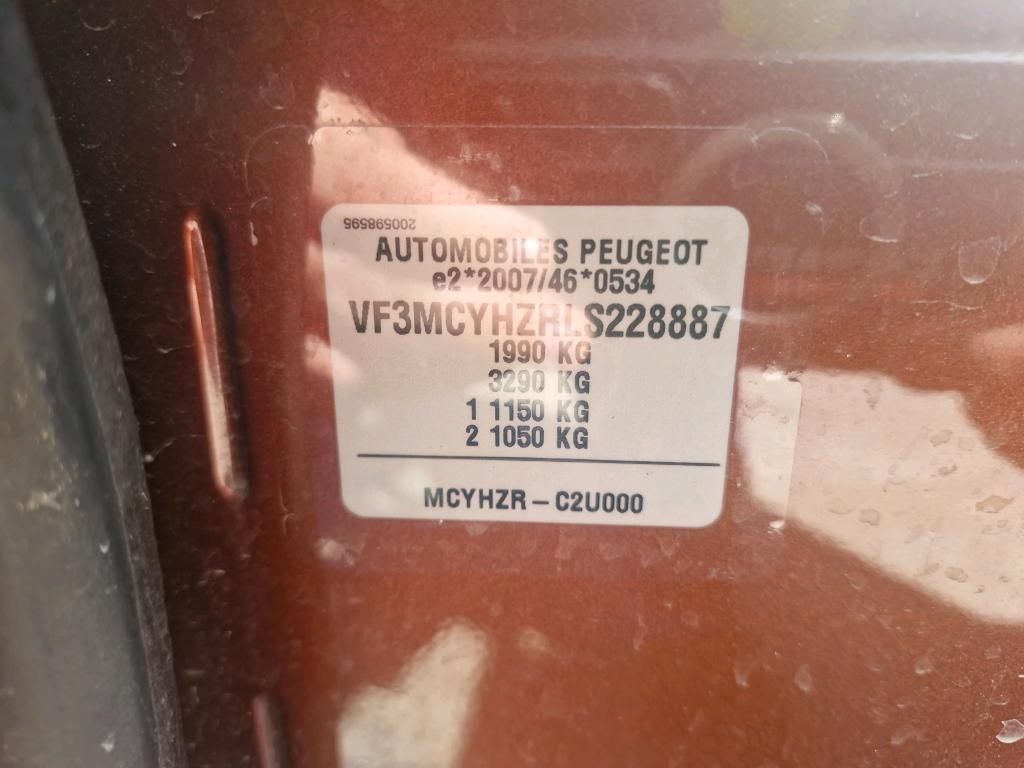 200598595
AUTOMOBILES PEUGEOT
e2*2007/46*0534
VF3MCYHZRLS228887
1990 KG
3290 KG
1 1150 KG
2 1050 KG
MCYHZR – C2U000